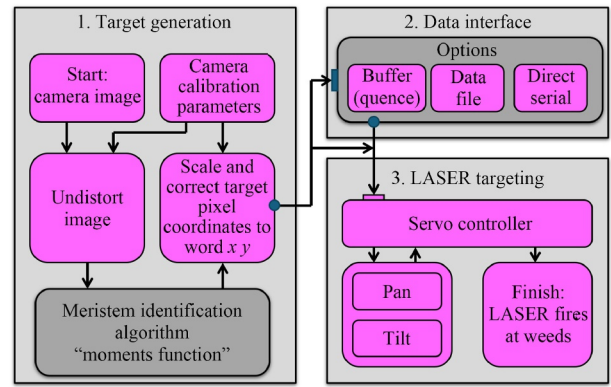 1. Target generation
Start:
camera image
Camera
calibration
parameters
Undistort
image
Scale and
correct target
pixel
coordinates to
word x y
Meristem identification
algorithm
“moments function”
2. Data interface
Options
Buffer
(quence)
Data
file
Direct
serial
3. LASER targeting
Servo controller
Pan
Tilt
Finish:
LASER fires
at weeds